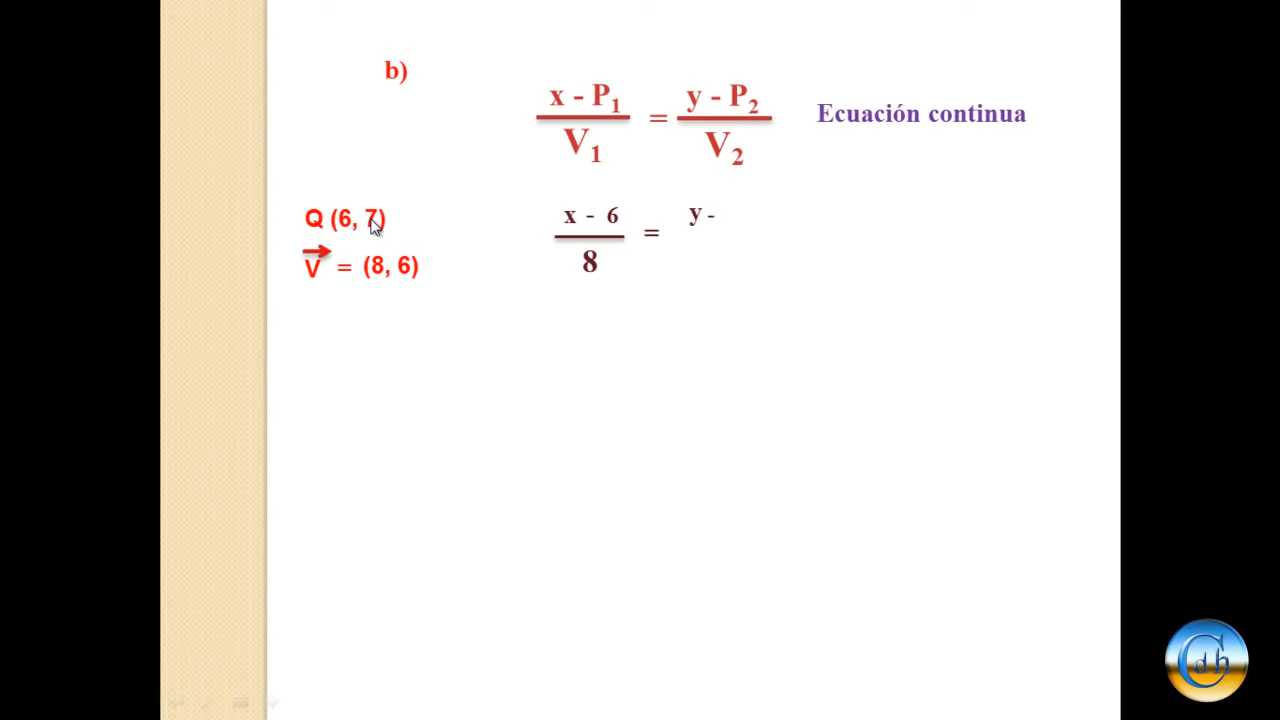 b)
x - P₁ / V₁ = y - P₂ / V₂ Ecuación continua
Q (6, 7)
V = (8, 6)
x - 6 / 8 = y -
C d h